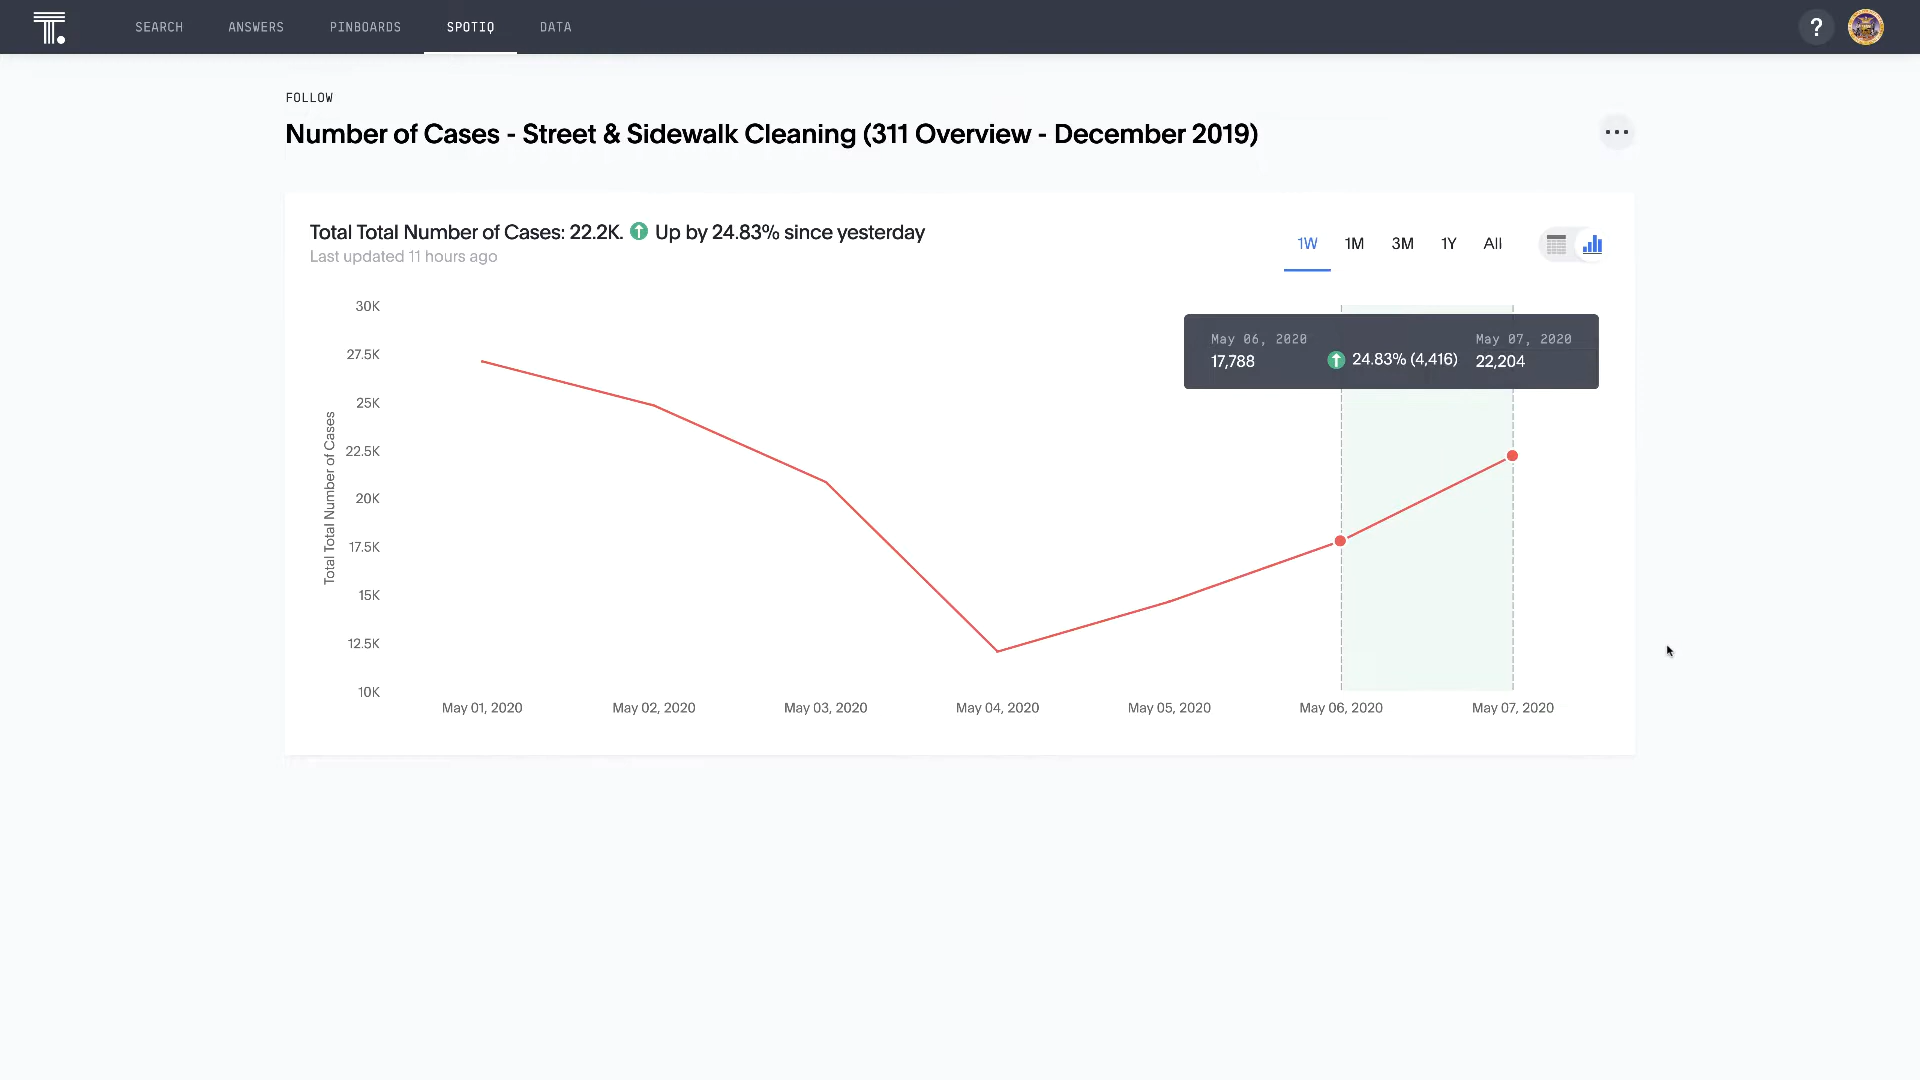 SEARCH ANSWERS PINBOARDS SPOTIQ DATA ?
FOLLOW
Number of Cases - Street & Sidewalk Cleaning (311 Overview - December 2019)
Total Total Number of Cases: 22.2K. Up by 24.83% since yesterday
Last updated 11 hours ago
1W 1M 3M 1Y All
May 06, 2020 May 07, 2020
17,788 24.83% (4,416) 22,204
Total Total Number of Cases
30K
27.5K
25K
22.5K
20K
17.5K
15K
12.5K
10K
May 01, 2020 May 02, 2020 May 03, 2020 May 04, 2020 May 05, 2020 May 06, 2020 May 07, 2020